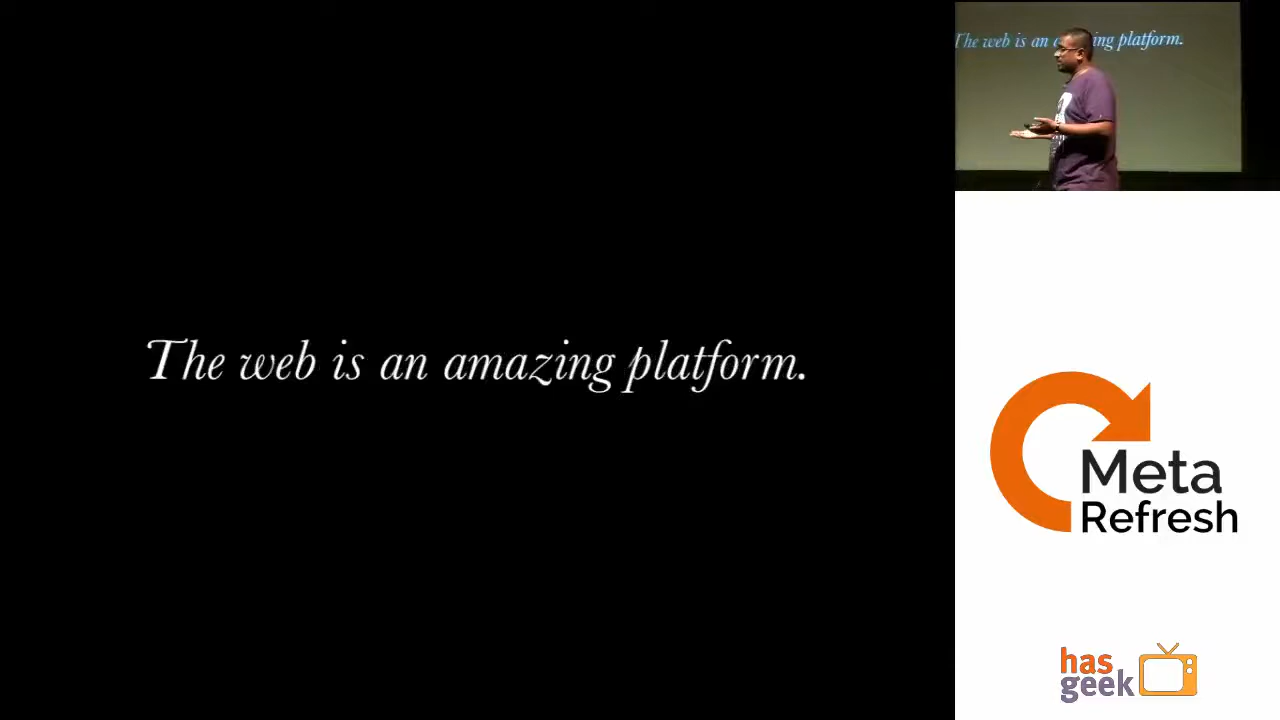 The web is an amazing platform.
The web is an a  ing platform.
Meta
Refresh
has
geek